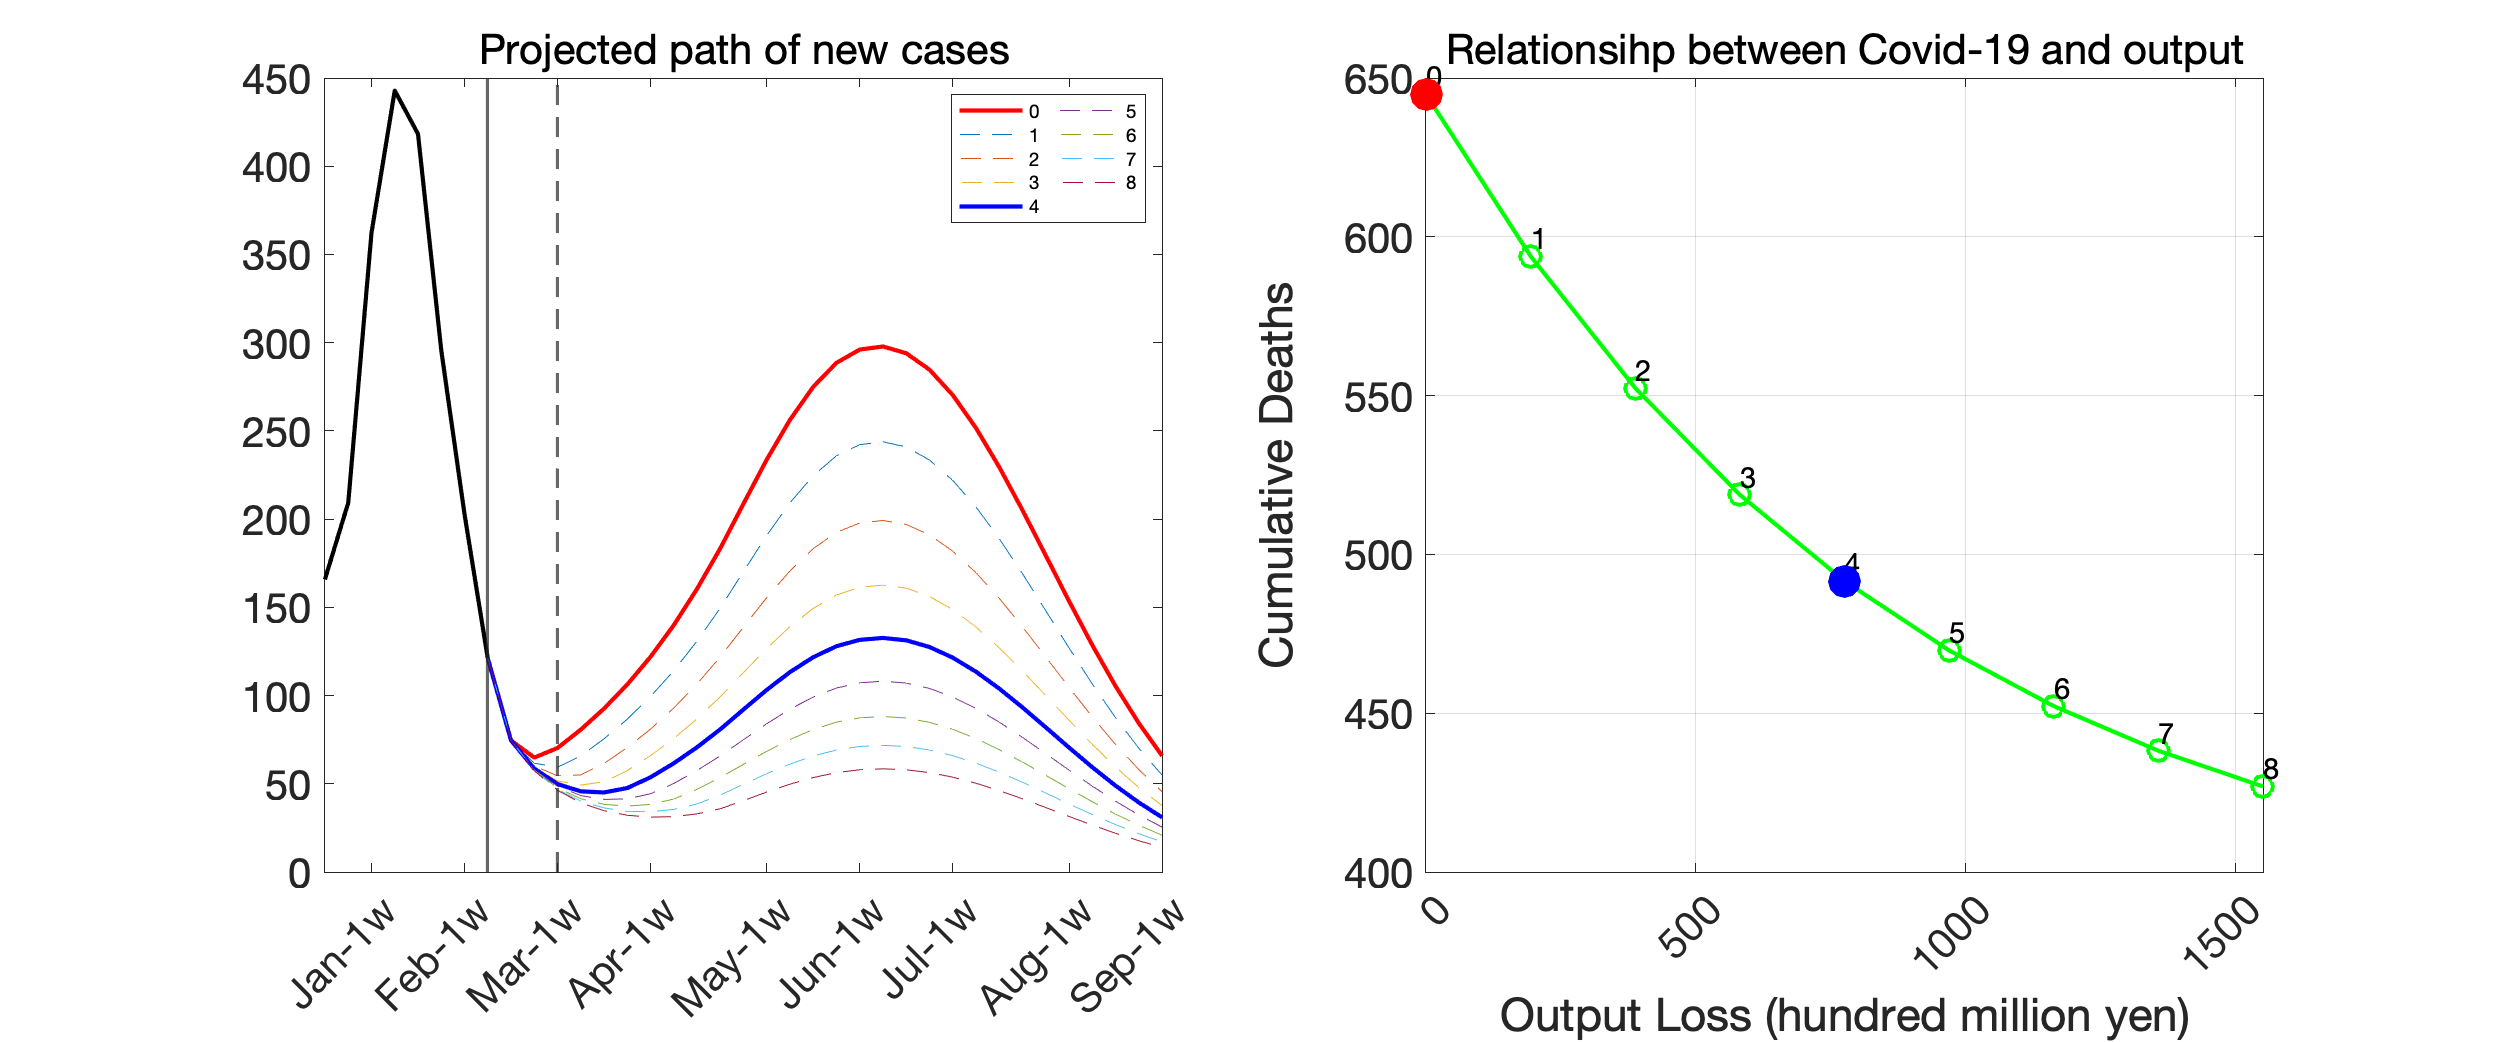 Projected path of new cases
450
400
350
300
250
200
150
100
50
0
0
1
2
3
4
5
6
7
8
Jan-1w
Feb-1w
Mar-1w
Apr-1w
May-1w
Jun-1w
Jul-1w
Aug-1w
Sep-1w
Relationsihp between Covid-19 and output
Cumulative Deaths
650
600
550
500
450
400
0
1
2
3
4
5
6
7
8
0
500
1000
1500
Output Loss (hundred million yen)